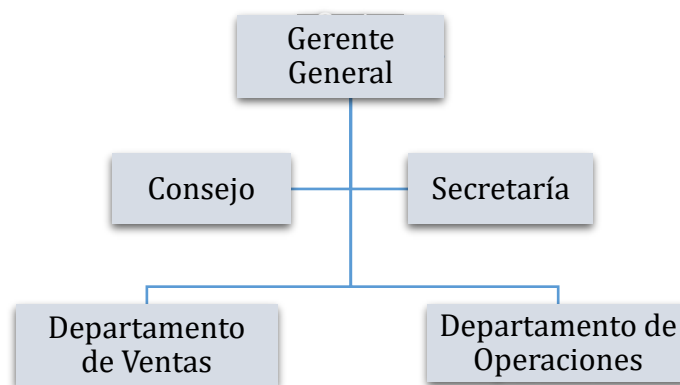 Gerente
General
Consejo
Secretaría
Departamento
de Ventas
Departamento de
Operaciones